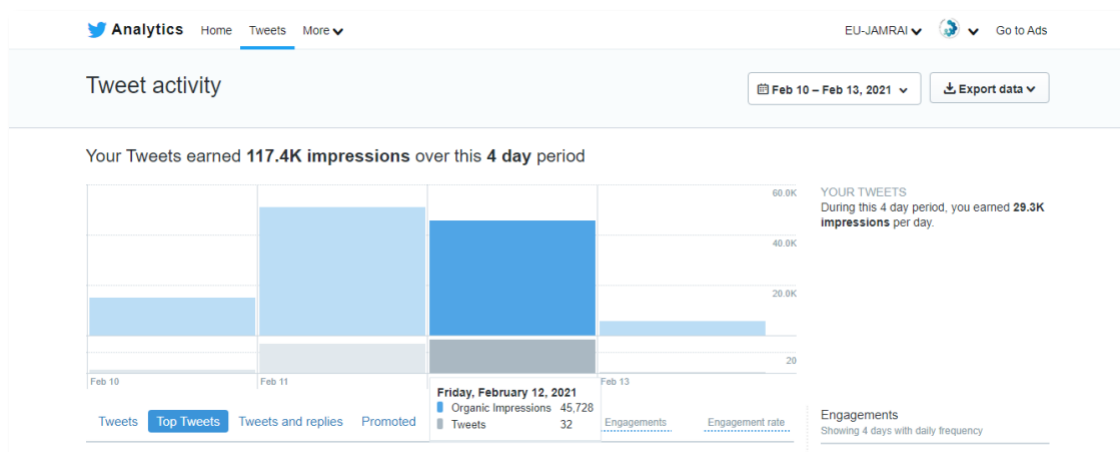 Analytics Home Tweets More
EU-JAMRAI Go to Ads
Tweet activity
Feb 10 – Feb 13, 2021
Export data
Your Tweets earned 117.4K impressions over this 4 day period
60.0K
40.0K
20.0K
20
Feb 10
Feb 11
Feb 13
YOUR TWEETS
During this 4 day period, you earned 29.3K
impressions per day.
Friday, February 12, 2021
Organic Impressions 45,728
Tweets 32
Tweets Top Tweets Tweets and replies Promoted
Engagements Engagement rate
Engagements
Showing 4 days with daily frequency